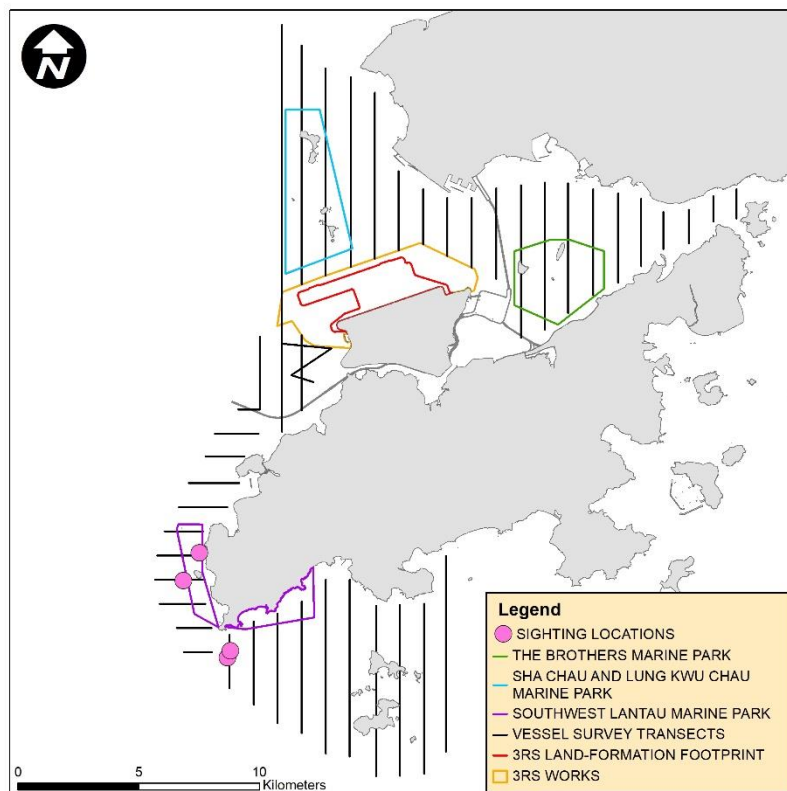 N
Legend
SIGHTING LOCATIONS
THE BROTHERS MARINE PARK
SHA CHAU AND LUNG KWU CHAU
MARINE PARK
SOUTHWEST LANTAU MARINE PARK
VESSEL SURVEY TRANSECTS
3RS LAND-FORMATION FOOTPRINT
3RS WORKS
0 5 10
Kilometers